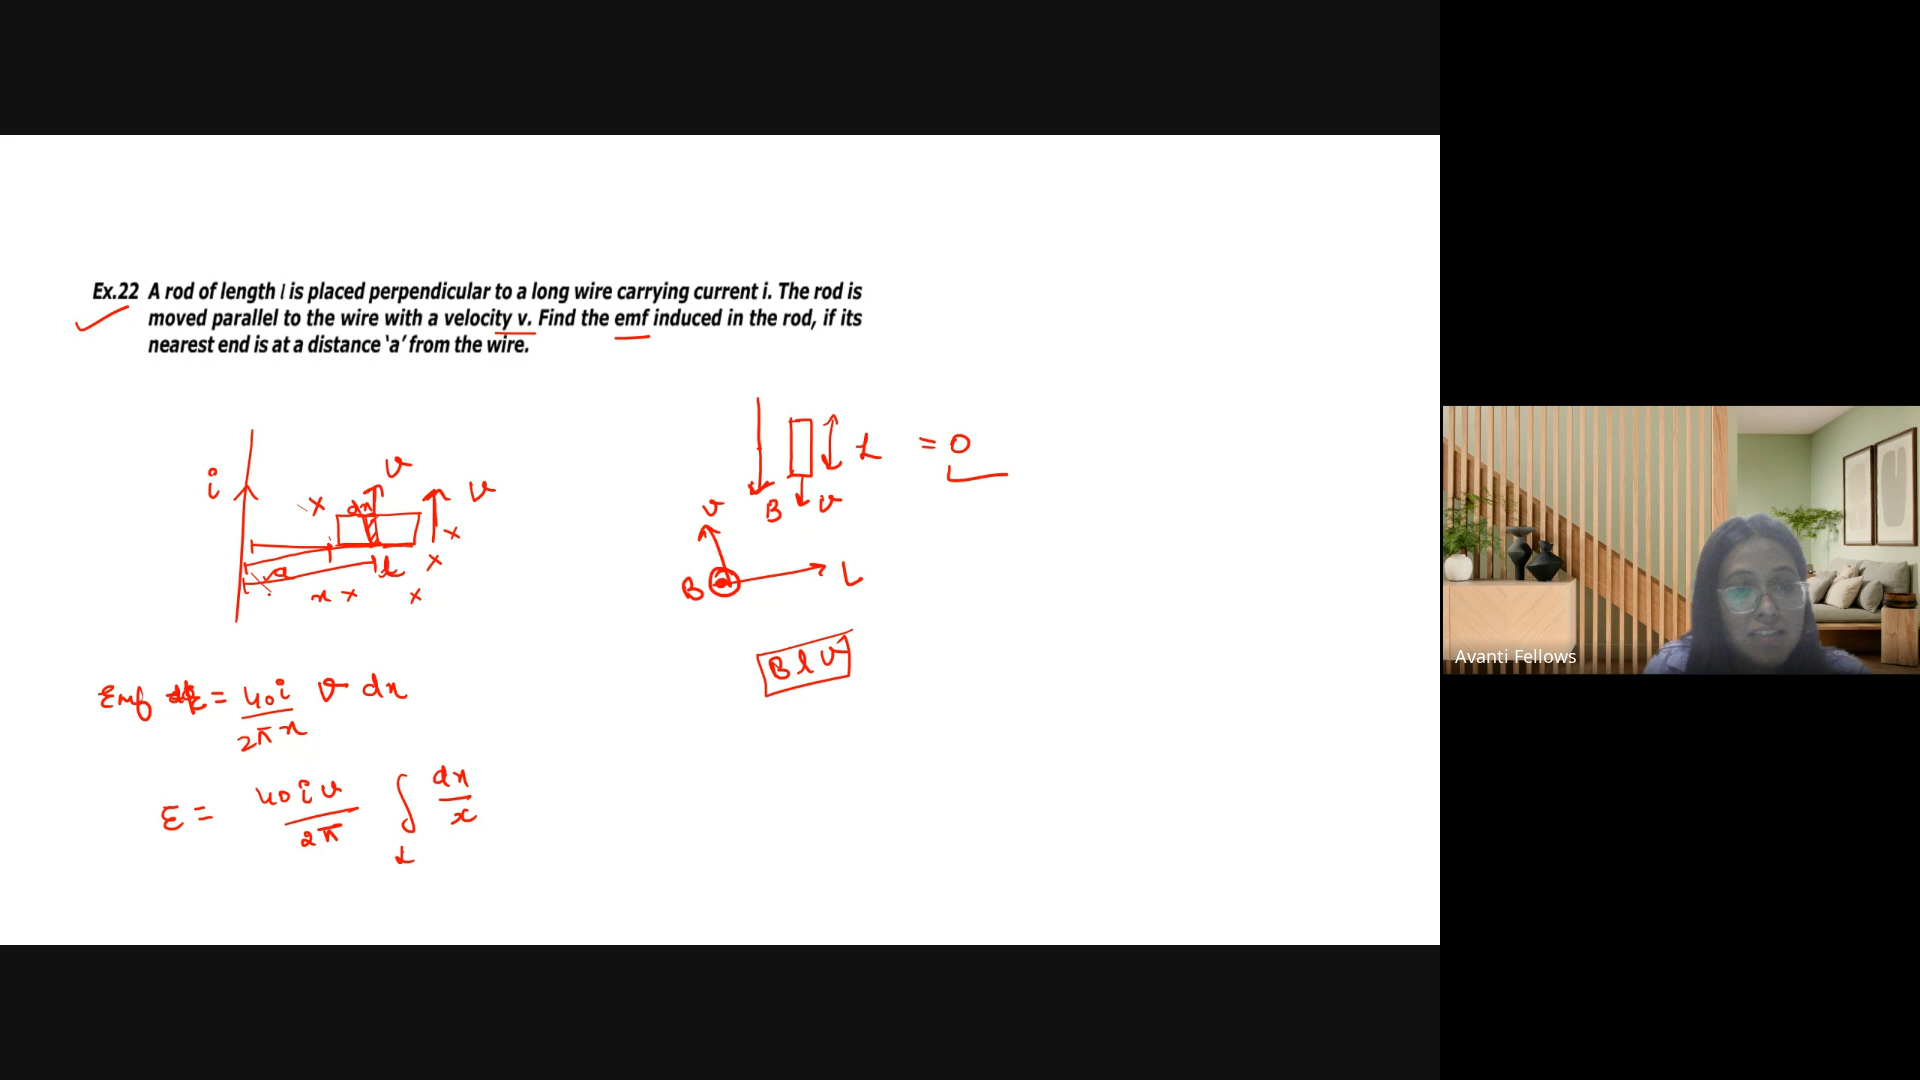 Ex.22 A rod of length l is placed perpendicular to a long wire carrying current i. The rod is
moved parallel to the wire with a velocity v. Find the emf induced in the rod, if its
nearest end is at a distance 'a' from the wire.
i
v
v
x
dx
x
a
l
x
x
x
x
L = 0
B v
v
B L
B l v
Emf dε = μ0i / 2πx v dx
ε = μ0 i v / 2π ∫ dx / x
L
Avanti Fellows